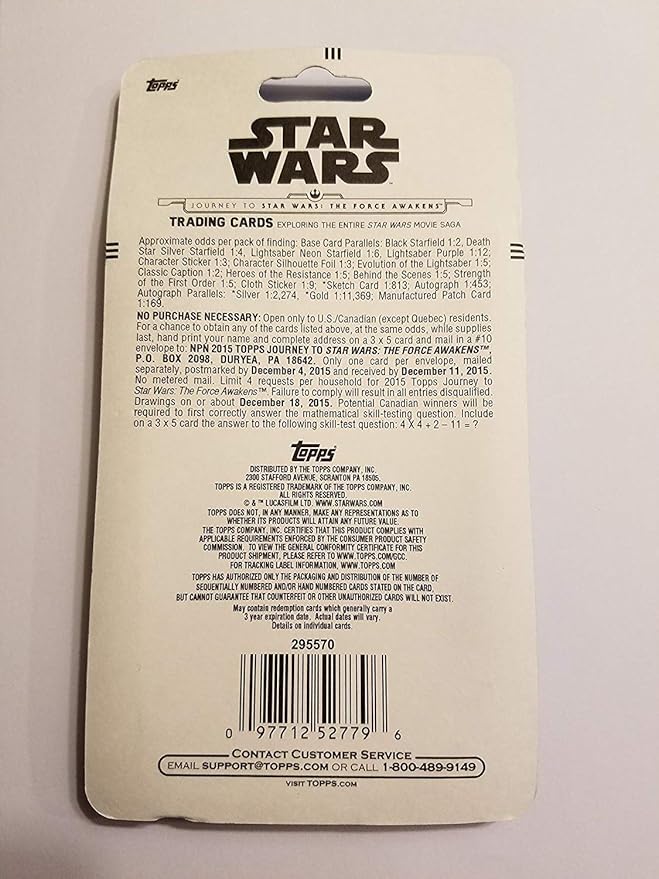 TOPPS
STAR
WARS
JOURNEY TO STAR WARS: THE FORCE AWAKENS™
TRADING CARDS EXPLORING THE ENTIRE STAR WARS MOVIE SAGA
Approximate odds per pack of finding: Base Card Parallels: Black Starfield 1:2, Death
Star Silver Starfield 1:4, Lightsaber Neon Starfield 1:6, Lightsaber Purple 1:12;
Character Sticker 1:3; Character Silhouette Foil 1:3; Evolution of the Lightsaber 1:5;
Classic Caption 1:2; Heroes of the Resistance 1:5; Behind the Scenes 1:5; Strength
of the First Order 1:5; Cloth Sticker 1:9; *Sketch Card 1:813; Autograph 1:453;
Autograph Parallels: *Silver 1:2,274, *Gold 1:11,369; Manufactured Patch Card
1:169.
NO PURCHASE NECESSARY: Open only to U.S./Canadian (except Quebec) residents.
For a chance to obtain any of the cards listed above, at the same odds, while supplies
last, hand print your name and complete address on a 3 x 5 card and mail in a #10
envelope to: NPN 2015 TOPPS JOURNEY TO STAR WARS: THE FORCE AWAKENS™,
P.O. BOX 2098, DURYEA, PA 18642. Only one card per envelope, mailed
separately, postmarked by December 4, 2015 and received by December 11, 2015.
No metered mail. Limit 4 requests per household for 2015 Topps Journey to
Star Wars: The Force Awakens™. Failure to comply will result in all entries disqualified.
Drawings on or about December 18, 2015. Potential Canadian winners will be
required to first correctly answer the mathematical skill-testing question. Include
on a 3 x 5 card the answer to the following skill-test question: 4 X 4 + 2 – 11 = ?
TOPPS
DISTRIBUTED BY THE TOPPS COMPANY, INC.
2300 STAFFORD AVENUE, SCRANTON PA 18505.
TOPPS IS A REGISTERED TRADEMARK OF THE TOPPS COMPANY, INC.
ALL RIGHTS RESERVED.
© & ™ LUCASFILM LTD. WWW.STARWARS.COM
TOPPS DOES NOT, IN ANY MANNER, MAKE ANY REPRESENTATIONS AS TO
WHETHER ITS PRODUCTS WILL ATTAIN ANY FUTURE VALUE.
THE TOPPS COMPANY, INC. CERTIFIES THAT THIS PRODUCT COMPLIES WITH
APPLICABLE REQUIREMENTS ENFORCED BY THE CONSUMER PRODUCT SAFETY
COMMISSION. TO VIEW THE GENERAL CONFORMITY CERTIFICATE FOR THIS
PRODUCT SHIPMENT, PLEASE REFER TO WWW.TOPPS.COM/GCC.
FOR TRACKING LABEL INFORMATION, WWW.TOPPS.COM
TOPPS HAS AUTHORIZED ONLY THE PACKAGING AND DISTRIBUTION OF THE NUMBER OF
SEQUENTIALLY NUMBERED AND/OR HAND NUMBERED CARDS STATED ON THE CARD,
BUT CANNOT GUARANTEE THAT COUNTERFEIT OR OTHER UNAUTHORIZED CARDS WILL NOT EXIST.
May contain redemption cards which generally carry a
3 year expiration date. Actual dates will vary.
Details on individual cards.
295570
0 97712 52779 6
CONTACT CUSTOMER SERVICE
EMAIL SUPPORT@TOPPS.COM OR CALL 1-800-489-9149
VISIT TOPPS.COM